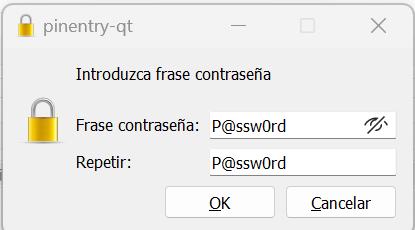 pinentry-qt
Introduzca frase contraseña
Frase contraseña: P@ssw0rd
Repetir: P@ssw0rd
OK Cancelar